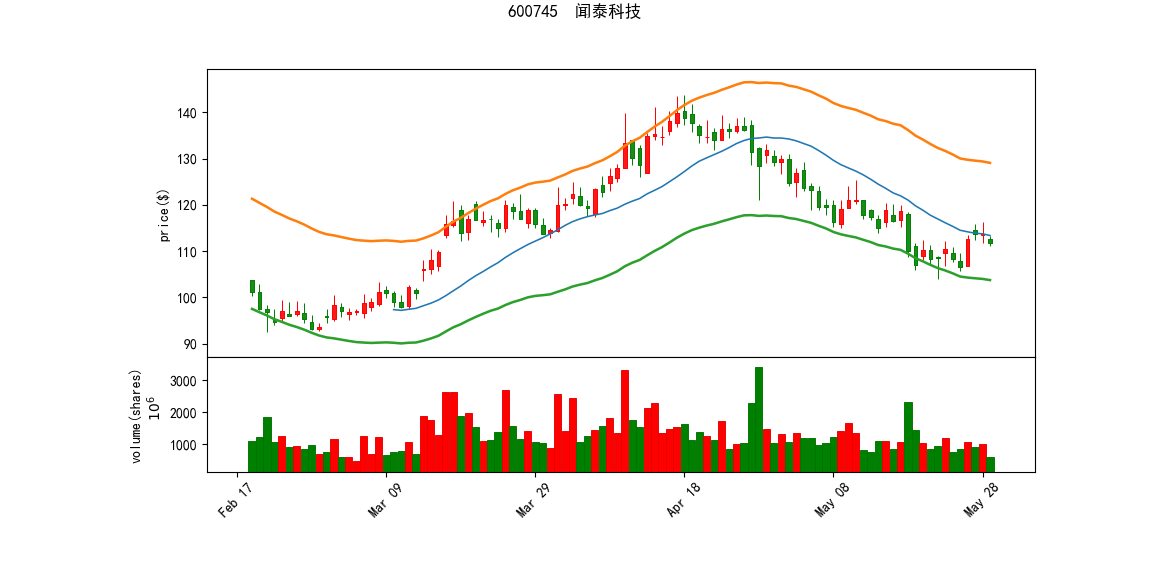 600745  闻泰科技
price($)
140
130
120
110
100
90
volume(shares)
10^6
3000
2000
1000
Feb 17
Mar 09
Mar 29
Apr 18
May 08
May 28